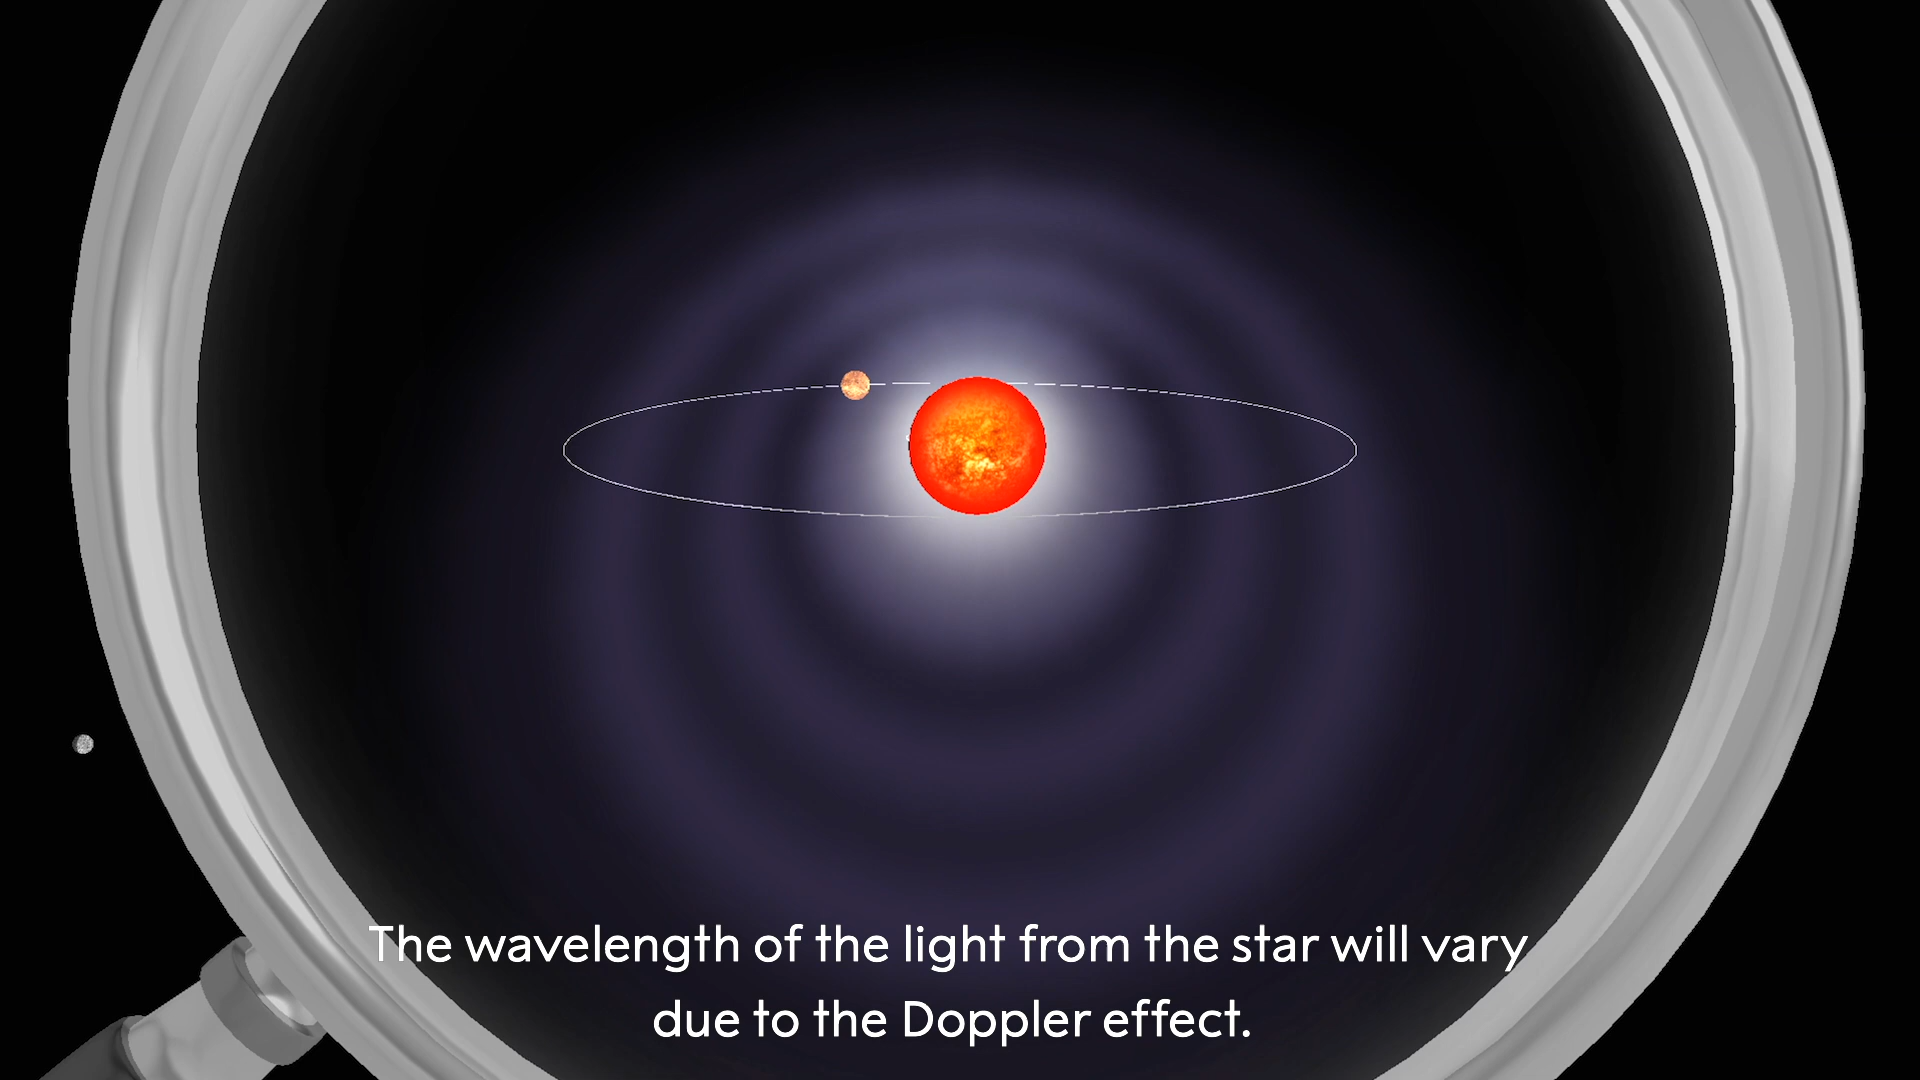 The wavelength of the light from the star will vary
due to the Doppler effect.